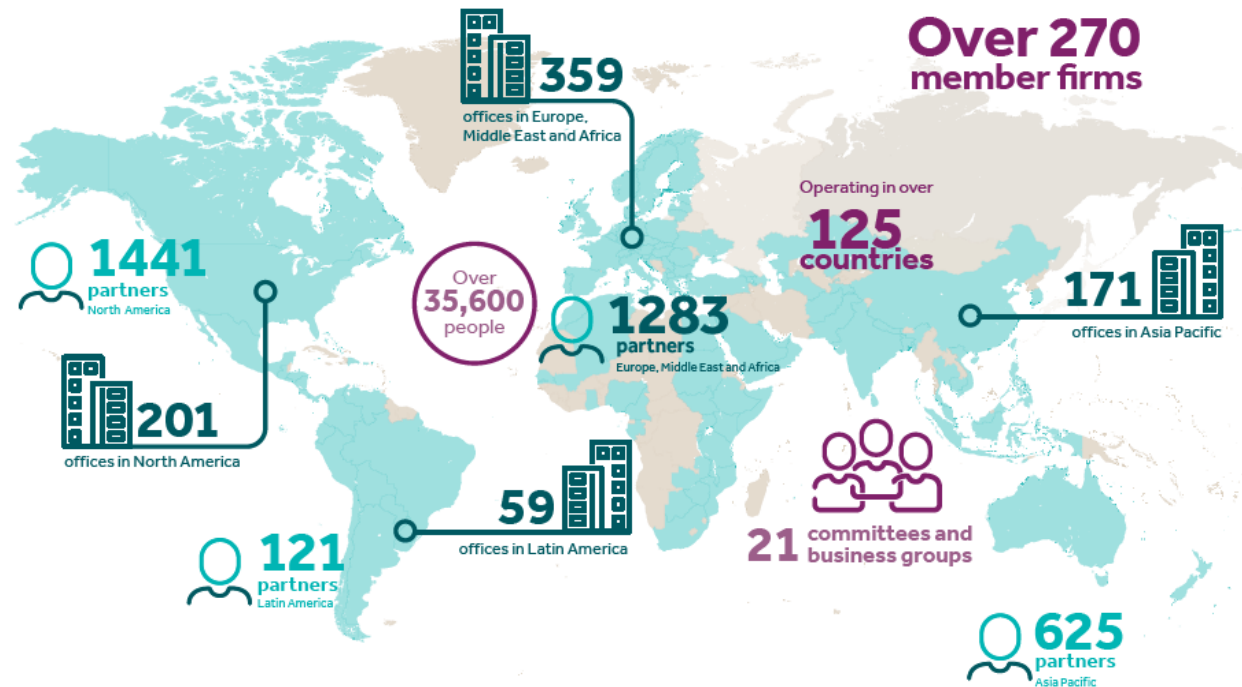 Over 270
member firms
359
offices in Europe,
Middle East and Africa
Operating in over
125
countries
1441
partners
North America
Over
35,600
people
1283
partners
Europe, Middle East and Africa
171
offices in Asia Pacific
201
offices in North America
59
offices in Latin America
21
committees and
business groups
121
partners
Latin America
625
partners
Asia Pacific